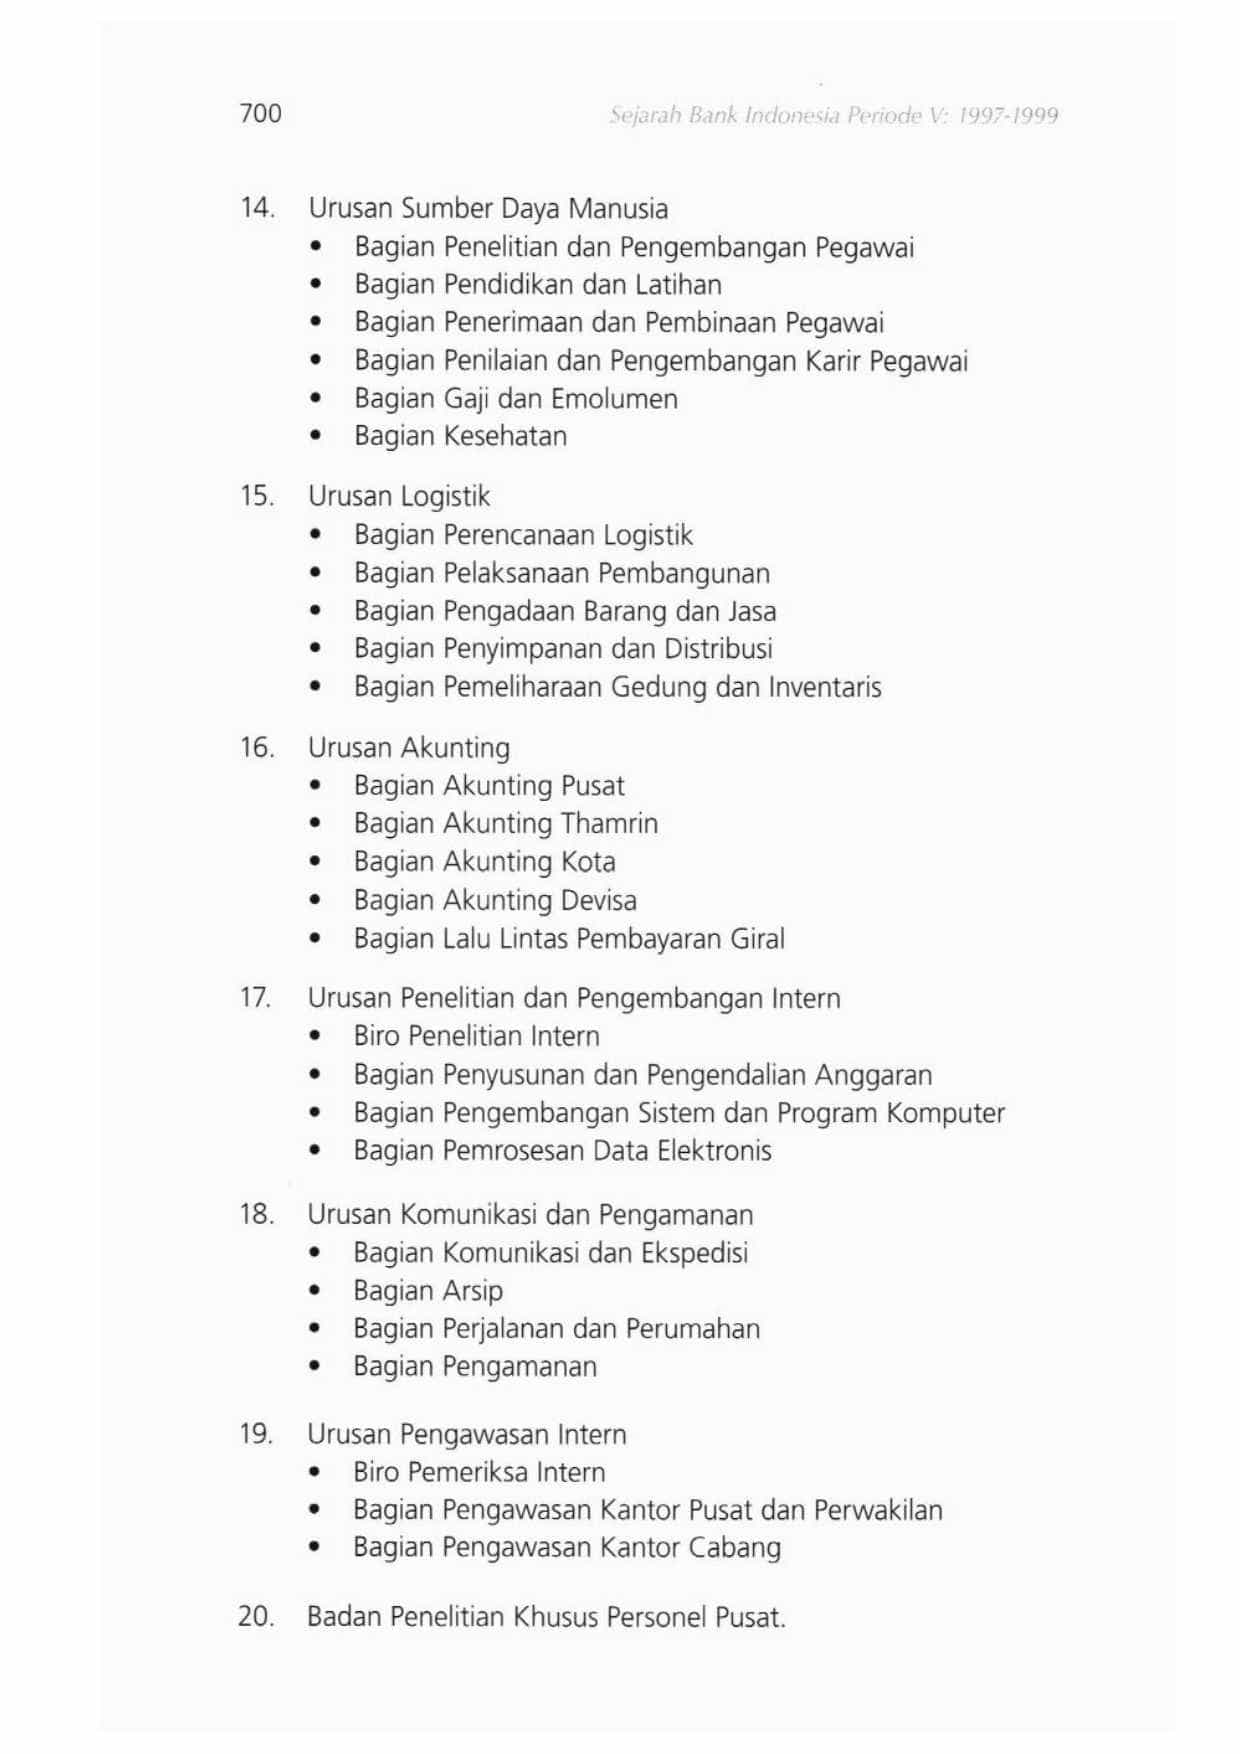 700
Sejarah Bank Indonesia Periode V: 1997-1999
14. Urusan Sumber Daya Manusia
• Bagian Penelitian dan Pengembangan Pegawai
• Bagian Pendidikan dan Latihan
• Bagian Penerimaan dan Pembinaan Pegawai
• Bagian Penilaian dan Pengembangan Karir Pegawai
• Bagian Gaji dan Emolumen
• Bagian Kesehatan
15. Urusan Logistik
• Bagian Perencanaan Logistik
• Bagian Pelaksanaan Pembangunan
• Bagian Pengadaan Barang dan Jasa
• Bagian Penyimpanan dan Distribusi
• Bagian Pemeliharaan Gedung dan Inventaris
16. Urusan Akunting
• Bagian Akunting Pusat
• Bagian Akunting Thamrin
• Bagian Akunting Kota
• Bagian Akunting Devisa
• Bagian Lalu Lintas Pembayaran Giral
17. Urusan Penelitian dan Pengembangan Intern
• Biro Penelitian Intern
• Bagian Penyusunan dan Pengendalian Anggaran
• Bagian Pengembangan Sistem dan Program Komputer
• Bagian Pemrosesan Data Elektronis
18. Urusan Komunikasi dan Pengamanan
• Bagian Komunikasi dan Ekspedisi
• Bagian Arsip
• Bagian Perjalanan dan Perumahan
• Bagian Pengamanan
19. Urusan Pengawasan Intern
• Biro Pemeriksa Intern
• Bagian Pengawasan Kantor Pusat dan Perwakilan
• Bagian Pengawasan Kantor Cabang
20. Badan Penelitian Khusus Personel Pusat.